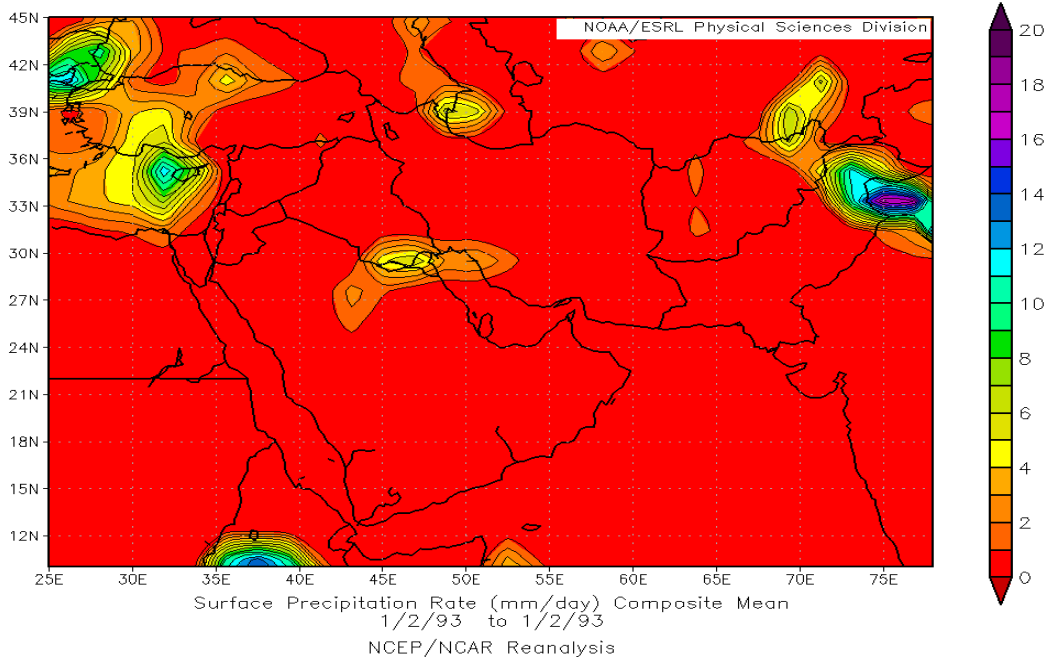 NOAA/ESRL Physical Sciences Division
45N
42N
39N
36N
33N
30N
27N
24N
21N
18N
15N
12N
25E 30E 35E 40E 45E 50E 55E 60E 65E 70E 75E
20
18
16
14
12
10
8
6
4
2
0
Surface Precipitation Rate (mm/day) Composite Mean
1/2/93 to 1/2/93
NCEP/NCAR Reanalysis